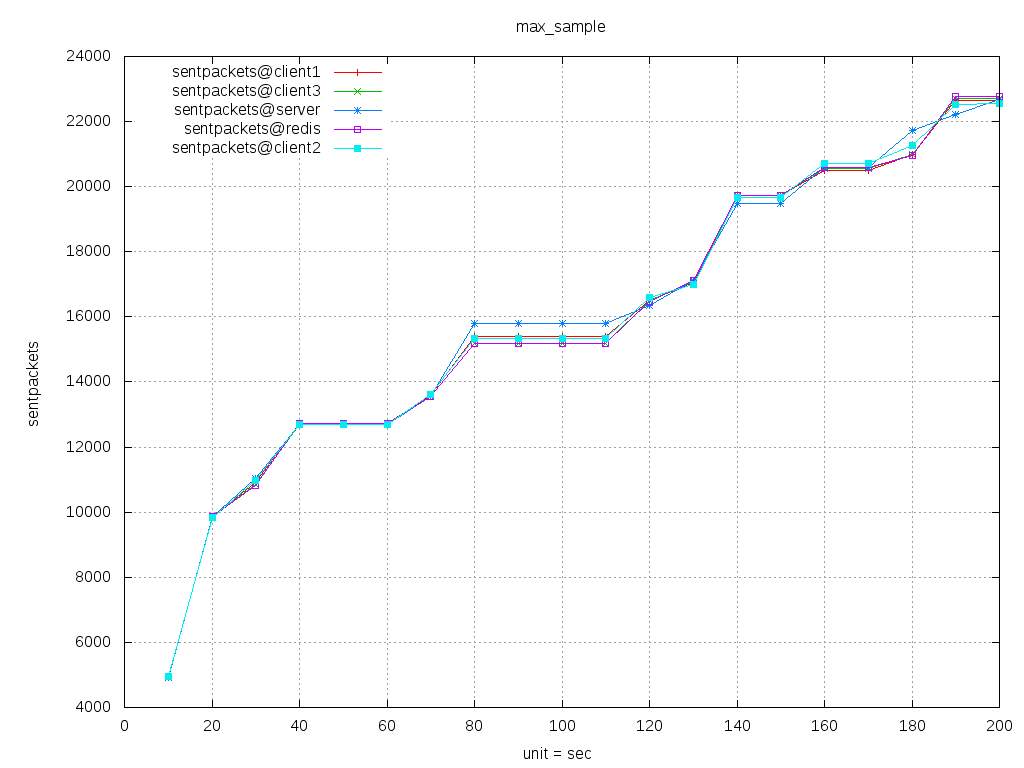 max_sample
24000
22000
20000
18000
16000
14000
12000
10000
8000
6000
4000
sentpackets
sentpackets@client1
sentpackets@client3
sentpackets@server
sentpackets@redis
sentpackets@client2
0 20 40 60 80 100 120 140 160 180 200
unit = sec